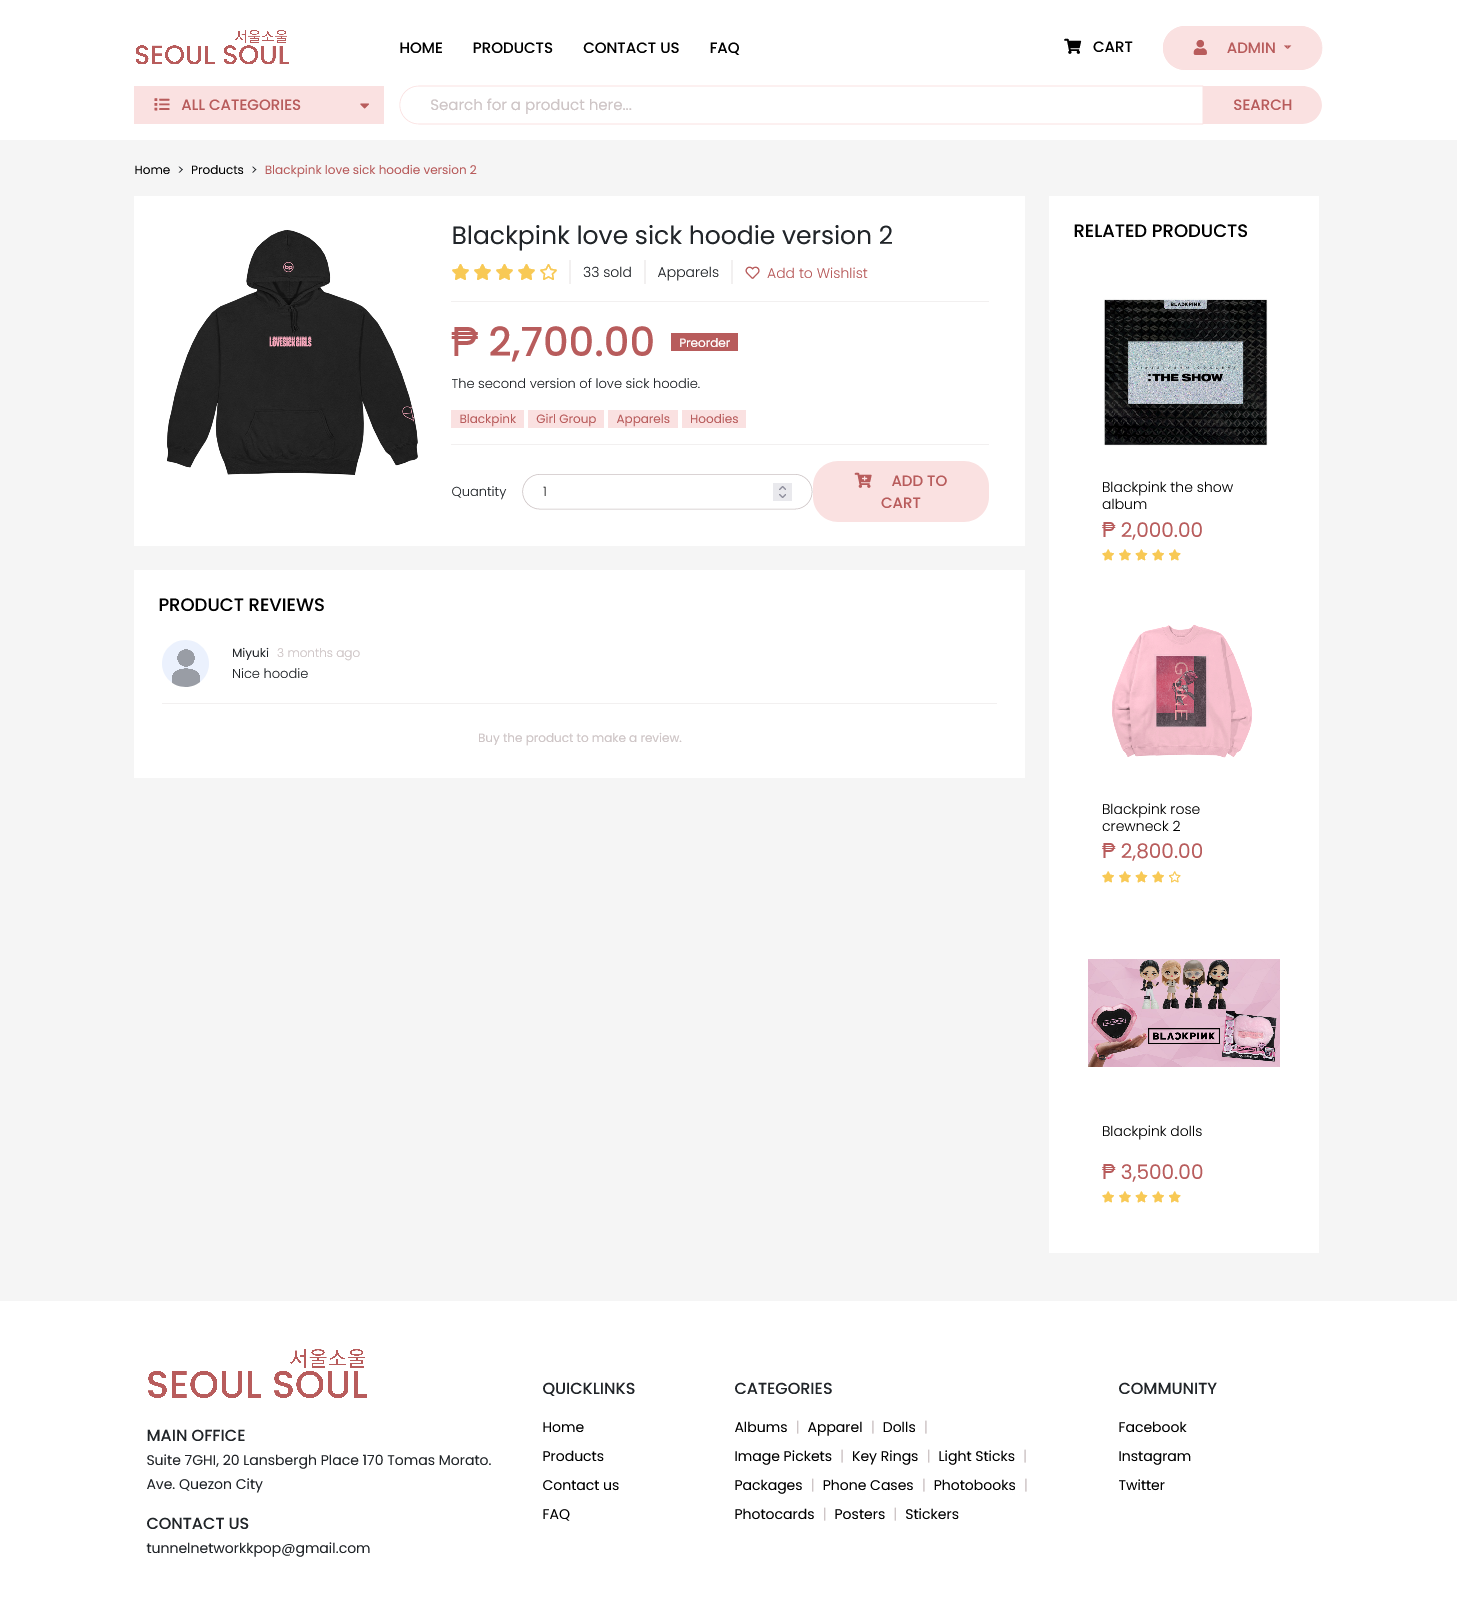 서울소울
SEOUL SOUL
HOME PRODUCTS CONTACT US FAQ
CART
ADMIN
ALL CATEGORIES
Search for a product here...
SEARCH
Home > Products > Blackpink love sick hoodie version 2
bp
LOVESICK GIRLS
Blackpink love sick hoodie version 2
33 sold
Apparels
Add to Wishlist
₱ 2,700.00
Preorder
The second version of love sick hoodie.
Blackpink Girl Group Apparels Hoodies
Quantity
1
ADD TO
CART
PRODUCT REVIEWS
Miyuki 3 months ago
Nice hoodie
Buy the product to make a review.
RELATED PRODUCTS
BLACKPINK
:THE SHOW
Blackpink the show
album
₱ 2,000.00
Blackpink rose
crewneck 2
₱ 2,800.00
BLACKPINK
Blackpink dolls
₱ 3,500.00
서울소울
SEOUL SOUL
MAIN OFFICE
Suite 7GHI, 20 Lansbergh Place 170 Tomas Morato.
Ave. Quezon City
CONTACT US
tunnelnetworkkpop@gmail.com
QUICKLINKS
Home
Products
Contact us
FAQ
CATEGORIES
Albums | Apparel | Dolls |
Image Pickets | Key Rings | Light Sticks |
Packages | Phone Cases | Photobooks |
Photocards | Posters | Stickers
COMMUNITY
Facebook
Instagram
Twitter